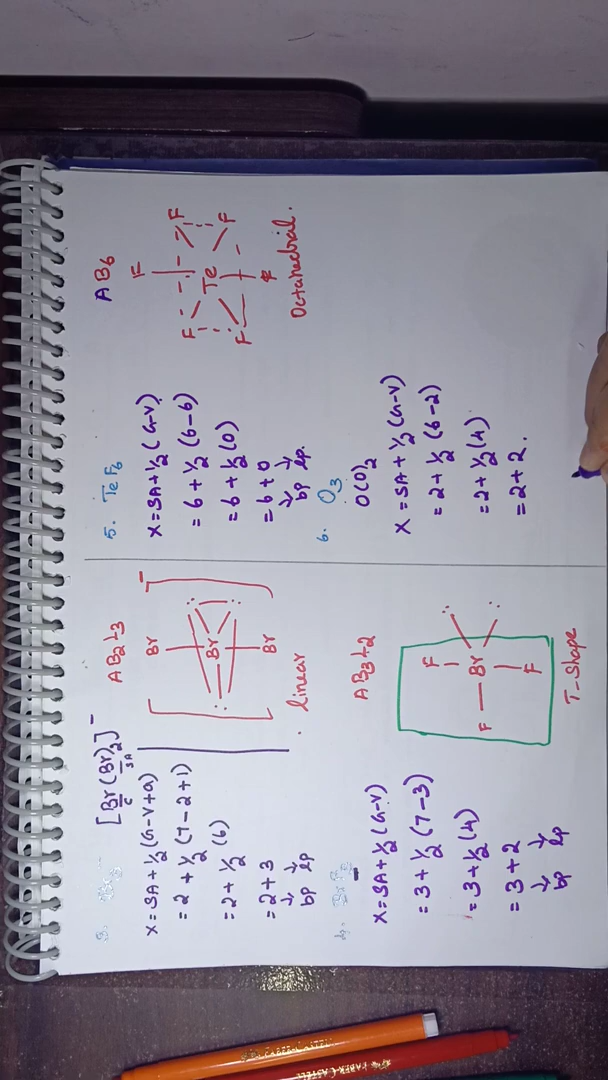 [Br(Br)2]⁻
C SA
X = SA + ½ (G-V+a)
= 2 + ½ (7-2+1)
= 2 + ½ (6)
= 2 + 3
↓ ↓
bp lp
AB2L3
Br
Br
Br
−
. linear
X = SA + ½ (G-V)
= 3 + ½ (7-3)
= 3 + ½ (4)
= 3 + 2
↓ ↓
bp lp
AB3L2
F
F — Br
F
T-Shape
5. TeF6
X = SA + ½ (G-V)
= 6 + ½ (6-6)
= 6 + ½ (0)
= 6 + 0
↓ ↓
bp lp.
AB6
F
F F
Te
F F
Octahedral.
6. O3
O(O)2
X = SA + ½ (G-V)
= 2 + ½ (6-2)
= 2 + ½ (4)
= 2 + 2.
FABER-CASTELL